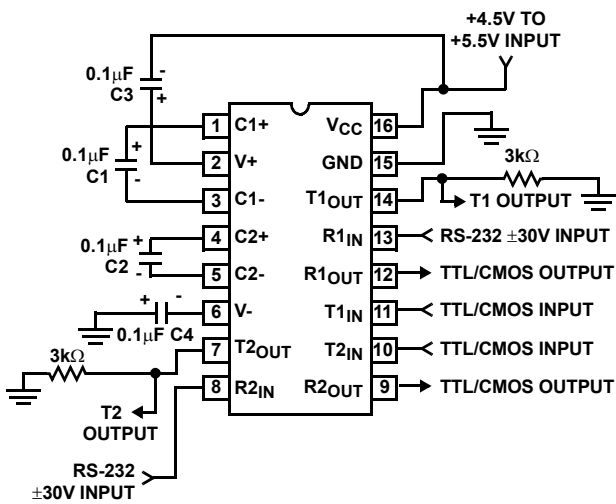 +4.5V TO
+5.5V INPUT
0.1μF
C3
-
+
1 C1+
VCC 16
0.1μF
C1
+
-
2 V+
GND 15
3kΩ
3 C1-
T1OUT 14
T1 OUTPUT
0.1μF
C2
+
-
4 C2+
R1IN 13
RS-232 ±30V INPUT
5 C2-
R1OUT 12
TTL/CMOS OUTPUT
+ -
0.1μF C4
6 V-
T1IN 11
TTL/CMOS INPUT
3kΩ
7 T2OUT
T2IN 10
TTL/CMOS INPUT
8 R2IN
R2OUT 9
TTL/CMOS OUTPUT
T2
OUTPUT
RS-232
±30V INPUT